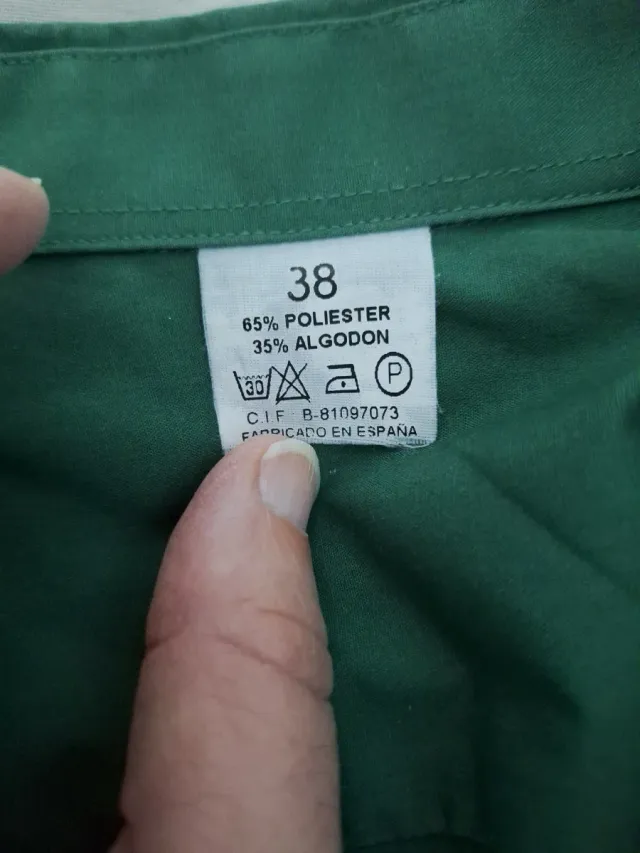 38
65% POLIESTER
35% ALGODON
30 P
C.I.F B-81097073
FABRICADO EN ESPAÑA